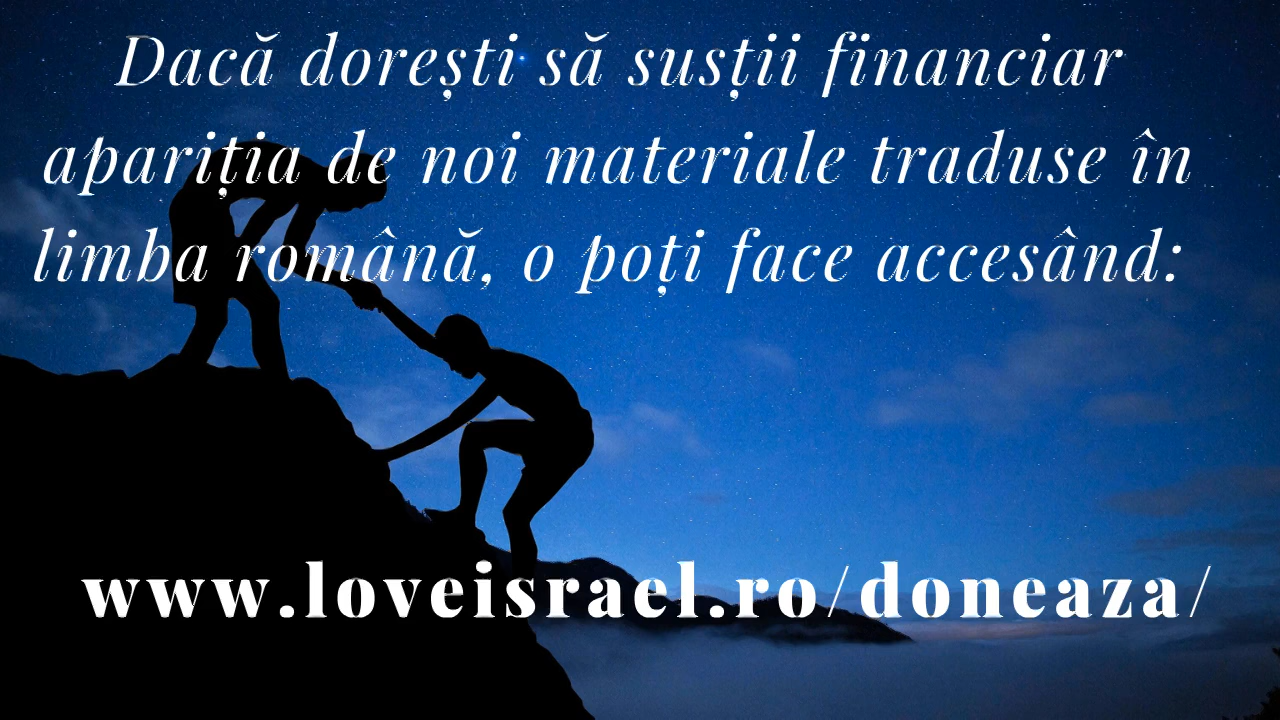 Dacă dorești să susții financiar
apariția de noi materiale traduse în
limba română, o poți face accesând:
www.loveisrael.ro/doneaza/